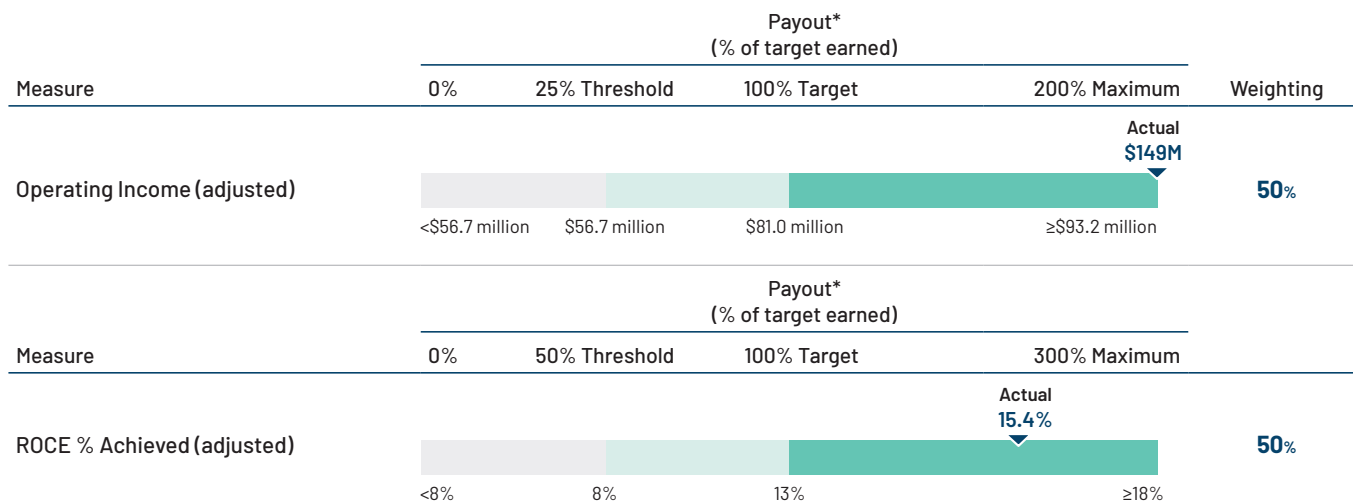 Payout*
(% of target earned)
Measure 0% 25% Threshold 100% Target 200% Maximum Weighting
Actual
$149M
Operating Income (adjusted) 50%
<$56.7 million $56.7 million $81.0 million ≥$93.2 million
Payout*
(% of target earned)
Measure 0% 50% Threshold 100% Target 300% Maximum
Actual
15.4%
ROCE % Achieved (adjusted) 50%
<8% 8% 13% ≥18%